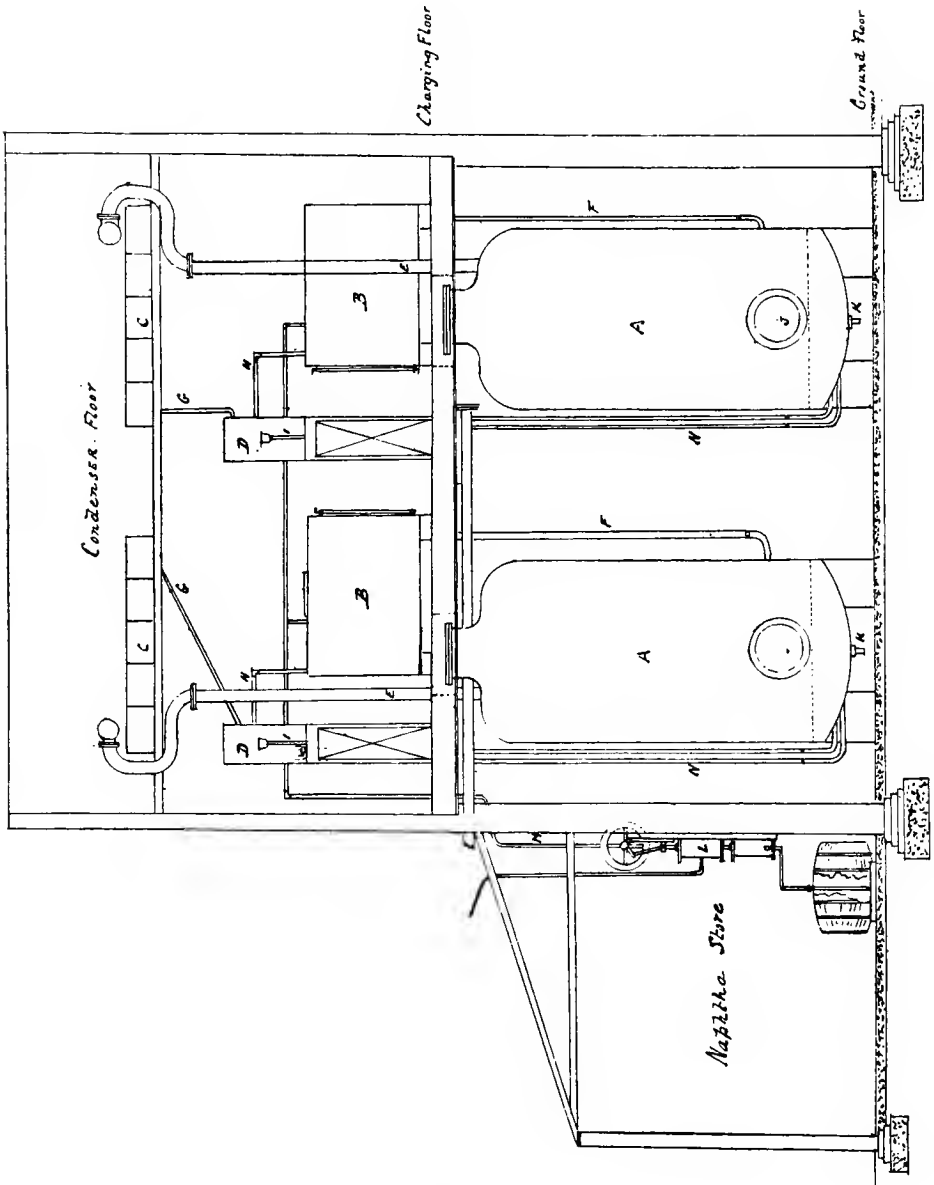 Condenser Floor
C
C
G
G
Charging Floor
D
D
I
I
H
H
B
B
E
E
F
F
A
A
J
K
K
N
N
M
L
Naphtha Store
Ground Floor